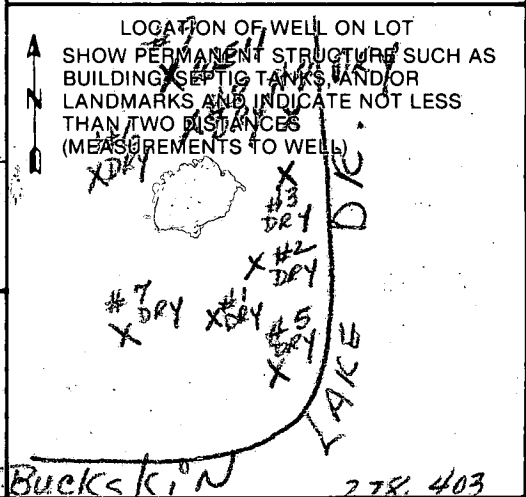 LOCATION OF WELL ON LOT
SHOW PERMANENT STRUCTURE SUCH AS
BUILDING, SEPTIC TANKS, AND/OR
LANDMARKS AND INDICATE NOT LESS
THAN TWO DISTANCES
(MEASUREMENTS TO WELL)
N
X DRY
X
#3
DRY
DR.
X #2
DRY
#7
DRY
X
X #1
DRY
#5
DRY
X
LAKE
Buckskin
278, 403